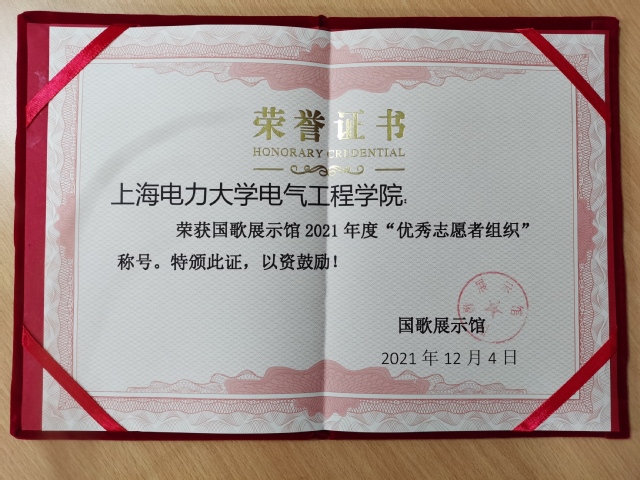 荣誉证书
HONORARY CREDENTIAL
上海电力大学电气工程学院:
荣获国歌展示馆 2021 年度“优秀志愿者组织”
称号。特颁此证，以资鼓励！
国歌展示馆
2021 年 12 月 4 日